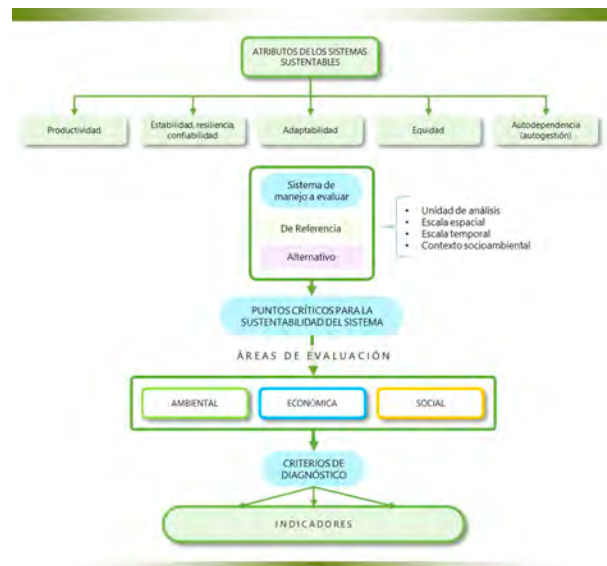 ATRIBUTOS DE LOS SISTEMAS
SUSTENTABLES
Productividad
Estabilidad, resiliencia,
confiabilidad
Adaptabilidad
Equidad
Autodependencia
(autogestión)
Sistema de
manejo a evaluar
De Referencia
Alternativo
• Unidad de análisis
• Escala espacial
• Escala temporal
• Contexto socioambiental
PUNTOS CRÍTICOS PARA LA
SUSTENTABILIDAD DEL SISTEMA
ÁREAS DE EVALUACIÓN
AMBIENTAL
ECONÓMICA
SOCIAL
CRITERIOS DE
DIAGNÓSTICO
INDICADORES